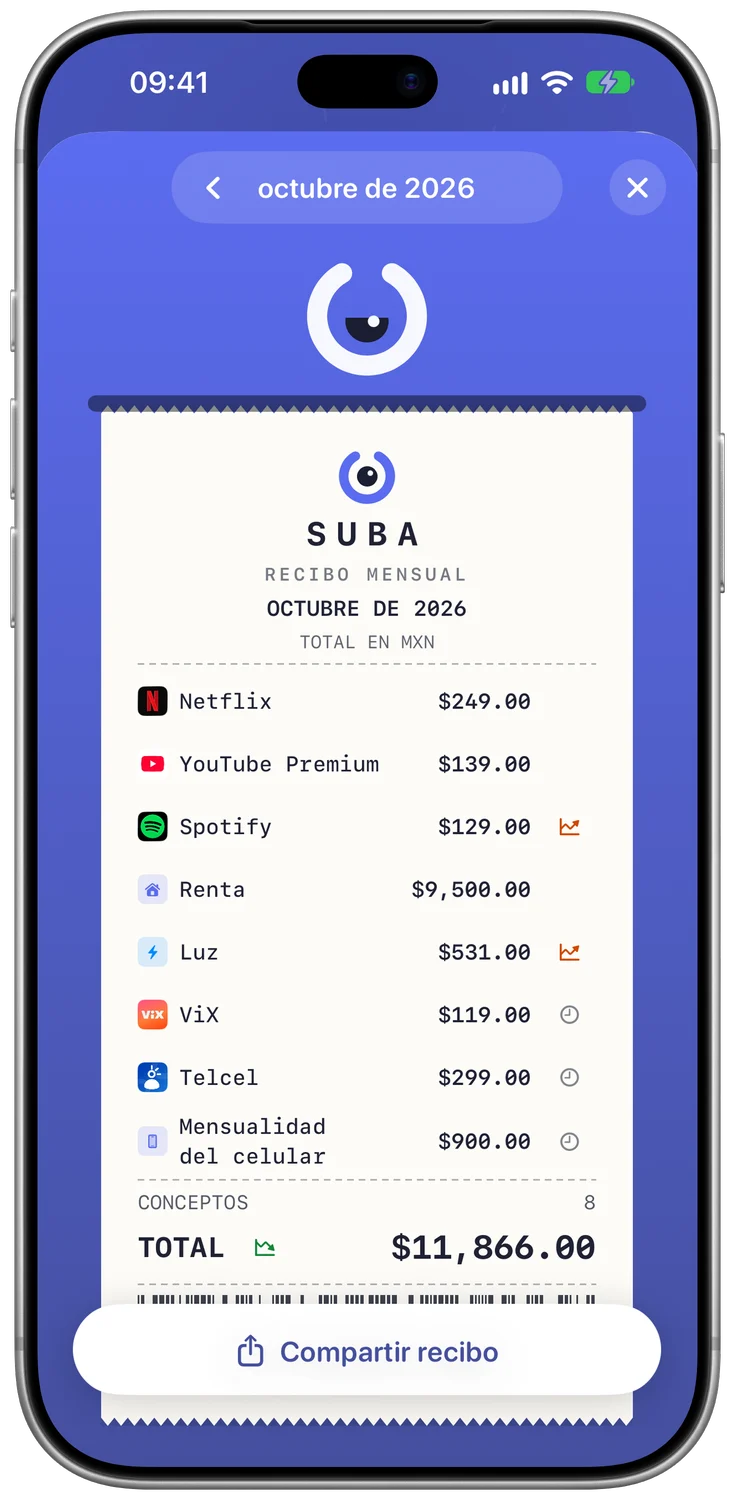 09:41
octubre de 2026
SUBA
RECIBO MENSUAL
OCTUBRE DE 2026
TOTAL EN MXN
Netflix $249.00
YouTube Premium $139.00
Spotify $129.00
Renta $9,500.00
Luz $531.00
ViX ViX $119.00
Telcel $299.00
Mensualidad
del celular $900.00
CONCEPTOS 8
TOTAL $11,866.00
Compartir recibo